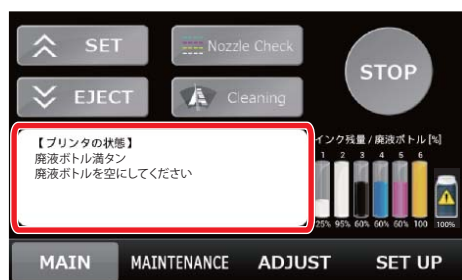 SET
Nozzle Check
STOP
EJECT
Cleaning
【プリンタの状態】
廃液ボトル満タン
廃液ボトルを空にしてください
インク残量/廃液ボトル[%]
1 2 3 4 5 6
25% 95% 60% 60% 60% 100 100%
MAIN MAINTENANCE ADJUST SET UP